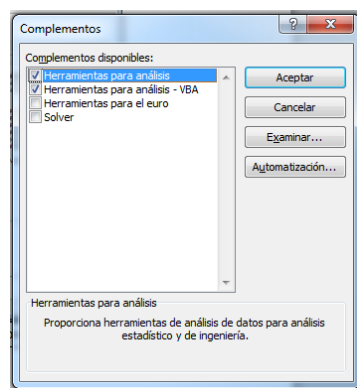 Complementos
Complementos disponibles:
Herramientas para análisis
Herramientas para análisis - VBA
Herramientas para el euro
Solver
Aceptar
Cancelar
Examinar...
Automatización...
Herramientas para análisis
Proporciona herramientas de análisis de datos para análisis
estadístico y de ingeniería.